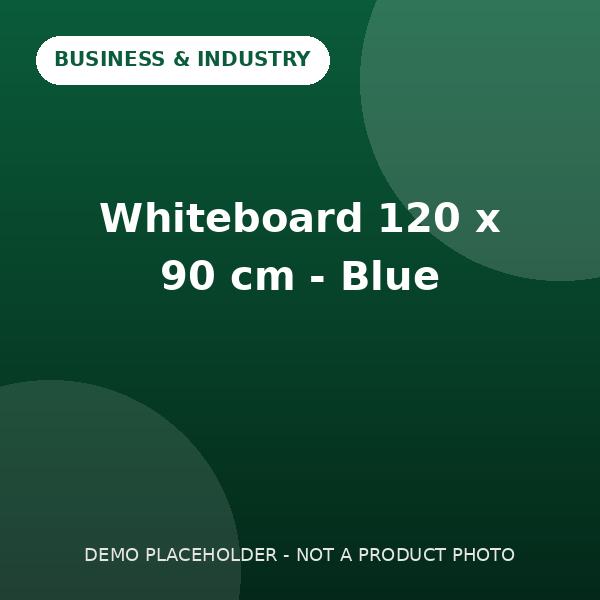 BUSINESS & INDUSTRY
Whiteboard 120 x
90 cm - Blue
DEMO PLACEHOLDER - NOT A PRODUCT PHOTO